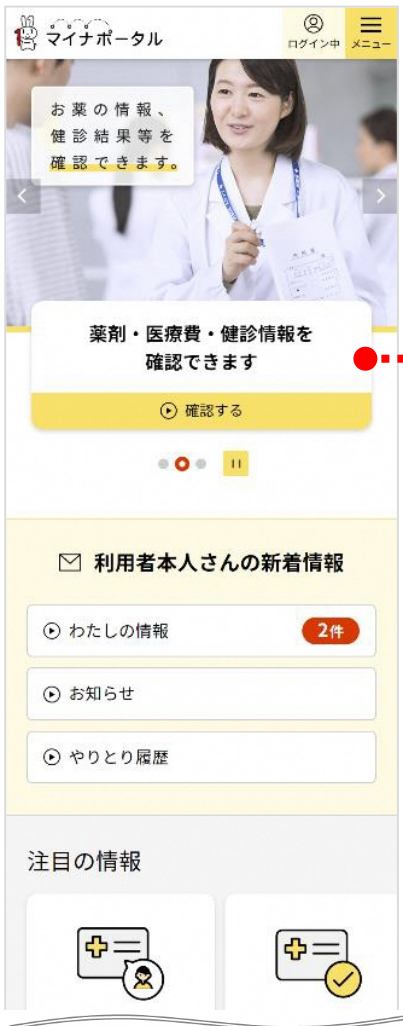 マイナポータル
ログイン中
メニュー
お薬の情報、
健診結果等を
確認できます。
薬剤・医療費・健診情報を
確認できます
確認する
利用者本人さんの新着情報
わたしの情報
2件
お知らせ
やりとり履歴
注目の情報